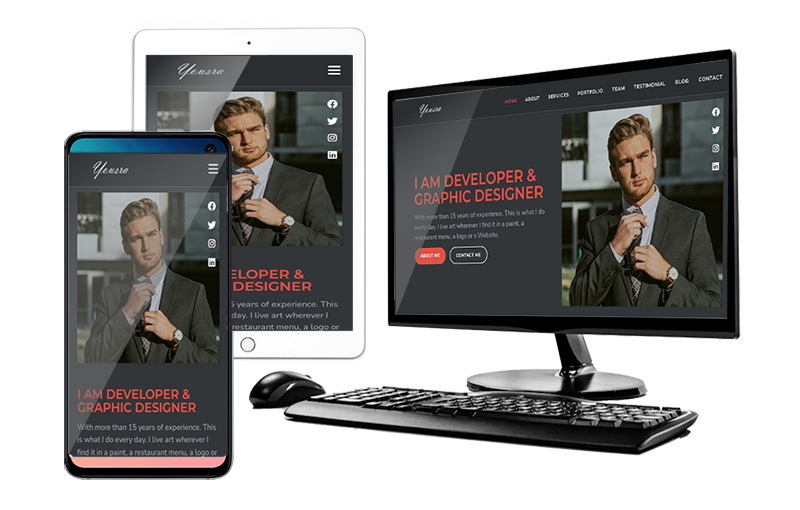 Yousra
Yousra
I AM DEVELOPER &
GRAPHIC DESIGNER
With more than 15 years of experience. This
is what I do every day. I live art wherever I
find it in a paint, a restaurant menu, a logo or
ELOPER &
DESIGNER
5 years of experience. This
day. I live art wherever I
restaurant menu, a logo or
Yousra
HOME ABOUT SERVICES PORTFOLIO TEAM TESTIMONIAL BLOG CONTACT
I AM DEVELOPER &
GRAPHIC DESIGNER
With more than 15 years of experience. This is what I do
every day. I live art wherever I find it in a paint, a
restaurant menu, a logo or a Website.
ABOUT ME CONTACT ME